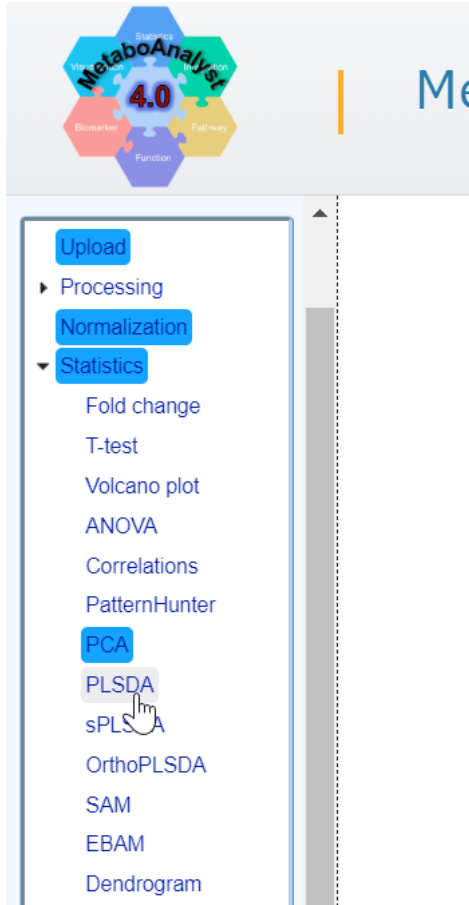 Statistics
MetaboAnalyst
4.0
Biomarker
Pathway
Function
Me
Upload
Processing
Normalization
Statistics
Fold change
T-test
Volcano plot
ANOVA
Correlations
PatternHunter
PCA
PLSDA
OrthoPLSDA
SAM
EBAM
Dendrogram